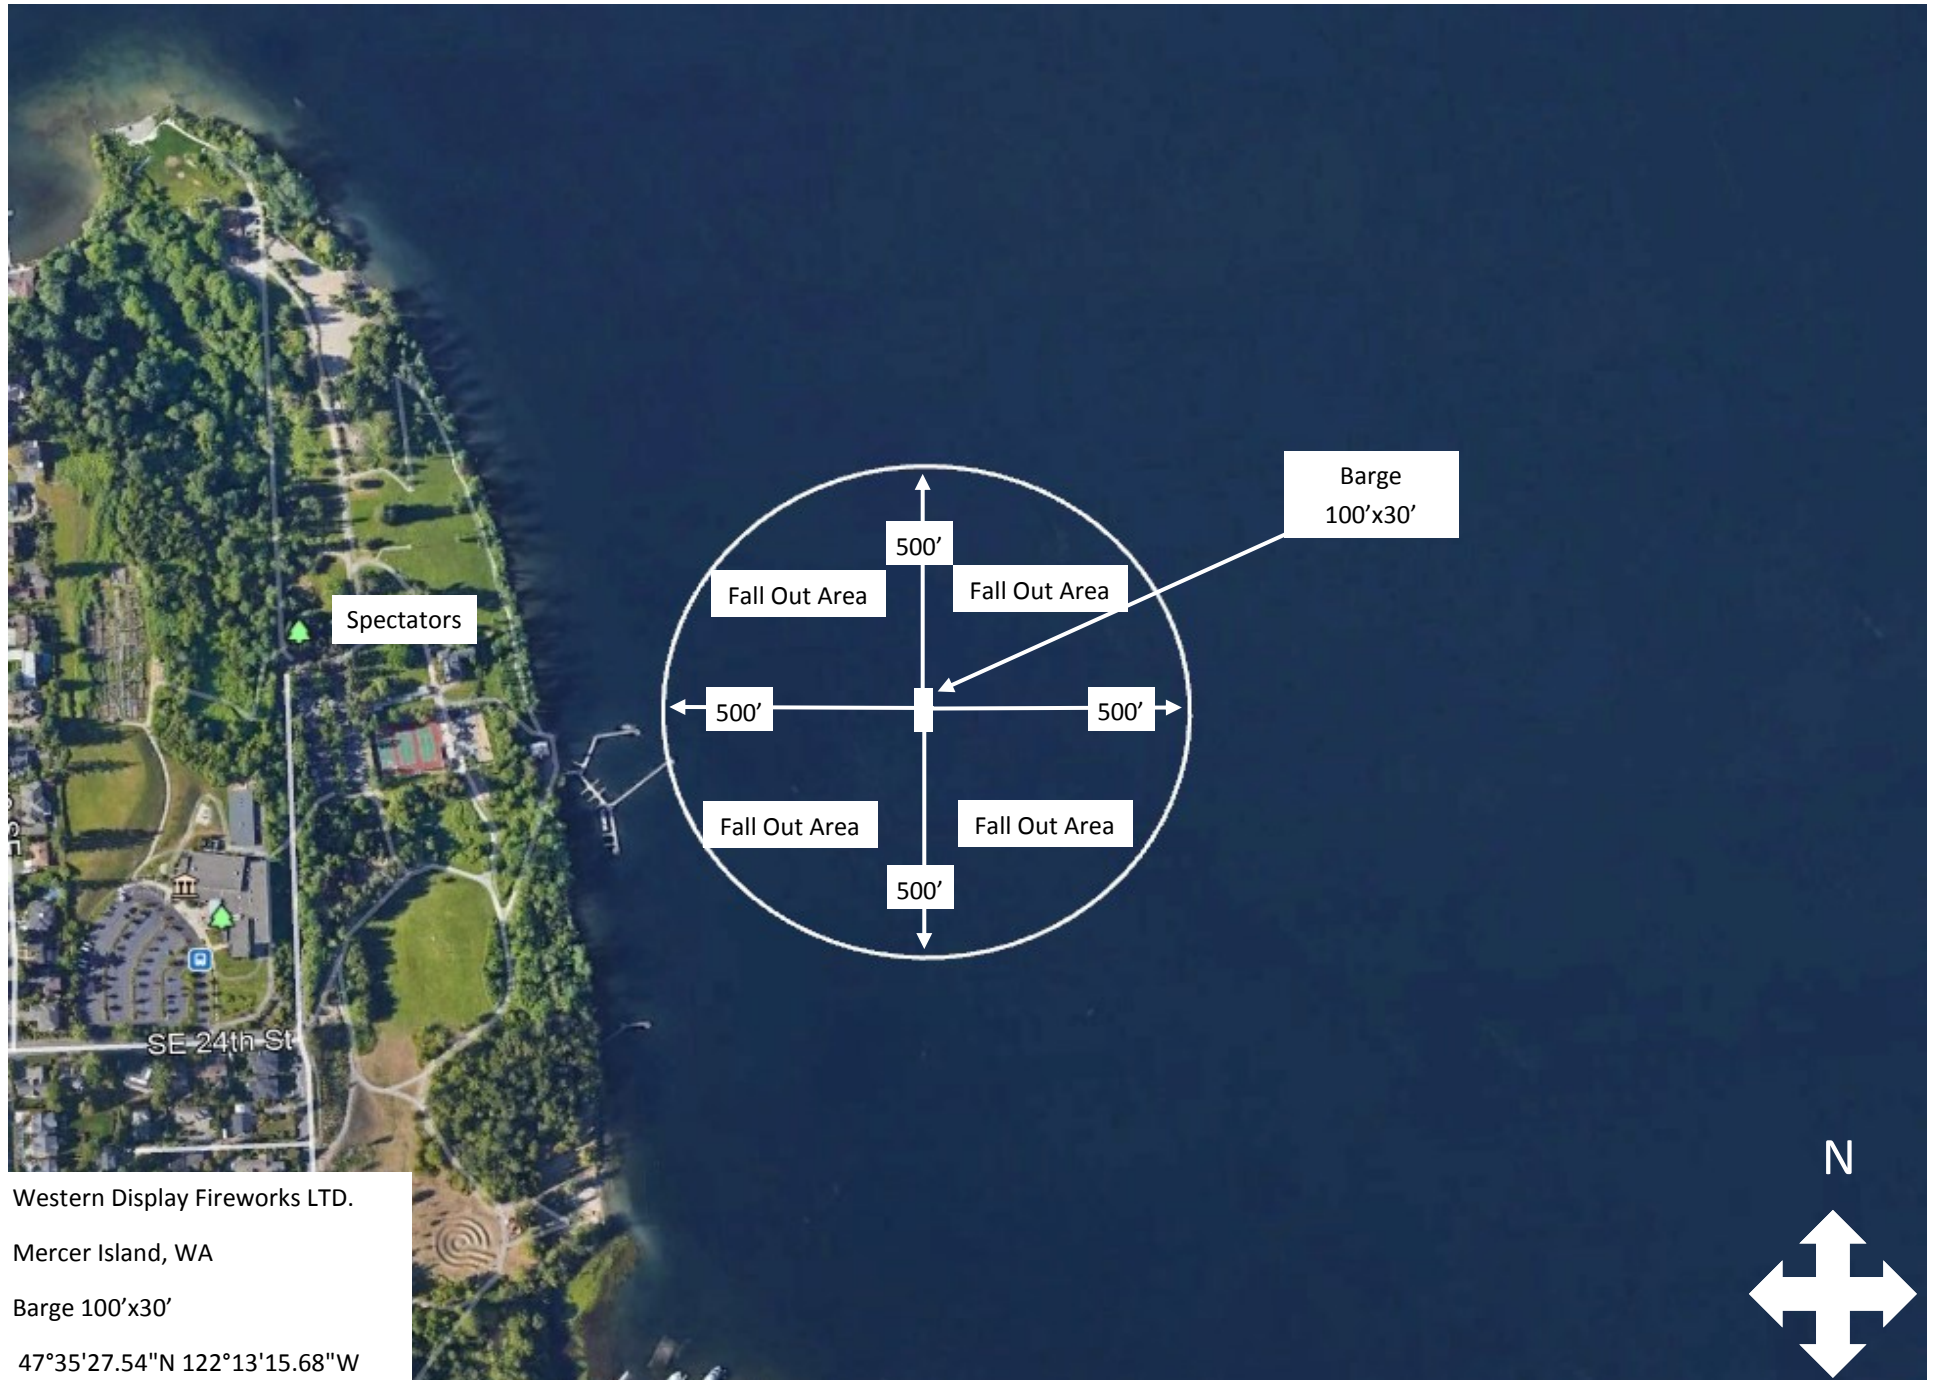 Barge
100’x30’
500’
Fall Out Area
Fall Out Area
Spectators
500’
500’
Fall Out Area
Fall Out Area
500’
SE 24th St
N
Western Display Fireworks LTD.
Mercer Island, WA
Barge 100’x30’
47°35'27.54"N 122°13'15.68"W